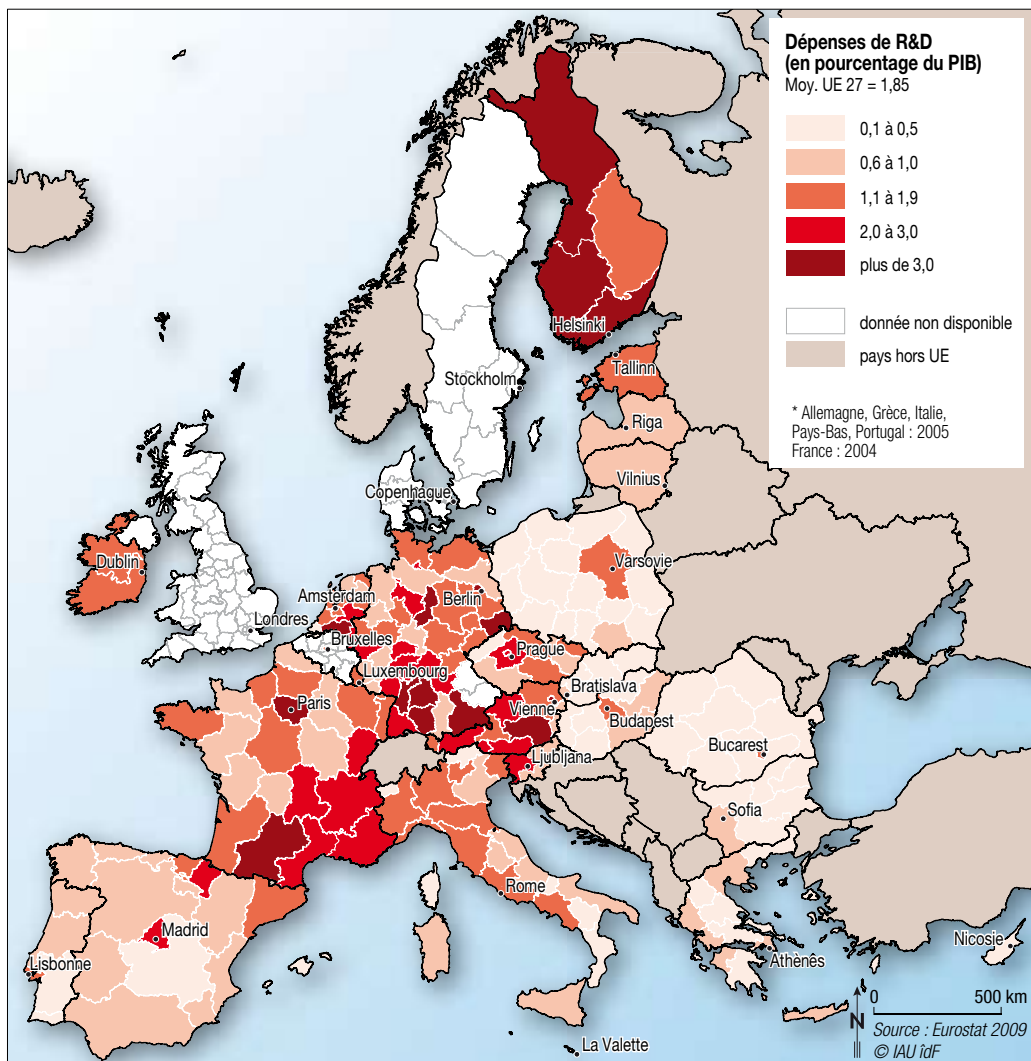 Dépenses de R&D
(en pourcentage du PIB)
Moy. UE 27 = 1,85
0,1 à 0,5
0,6 à 1,0
1,1 à 1,9
2,0 à 3,0
plus de 3,0
donnée non disponible
pays hors UE
* Allemagne, Grèce, Italie,
Pays-Bas, Portugal : 2005
France : 2004
Helsinki
Tallinn
Stockholm
Riga
Vilnius
Copenhague
Dublin
Varsovie
Amsterdam
Berlin
Londres
Bruxelles
Prague
Luxembourg
Bratislava
Paris
Vienne
Budapest
Bucarest
Ljubljana
Sofia
Rome
Madrid
Nicosie
Lisbonne
Athènes
La Valette
0 500 km
N
Source : Eurostat 2009
© IAU îdF